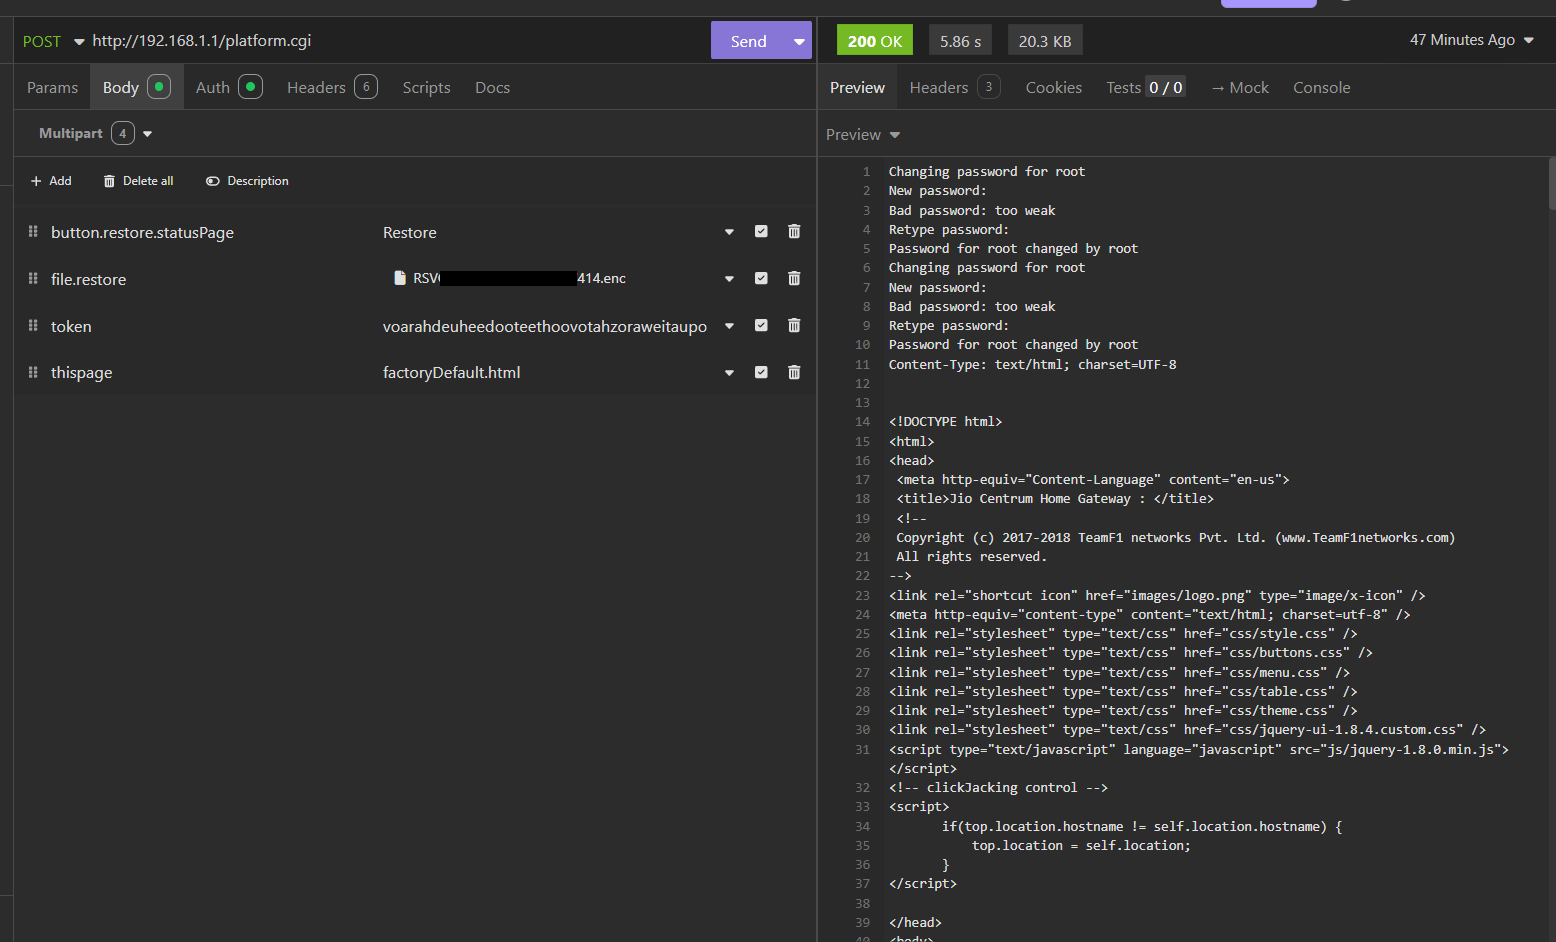 POST http://192.168.1.1/platform.cgi Send
200 OK 5.86 s 20.3 KB 47 Minutes Ago
Params Body Auth Headers 6 Scripts Docs
Preview Headers 3 Cookies Tests 0 / 0 → Mock Console
Multipart 4
Preview
+ Add Delete all Description
button.restore.statusPage Restore
file.restore RSV 414.enc
token voarahdeuheedooteethoovotahzoraweitaupo
thispage factoryDefault.html
1 Changing password for root
2 New password:
3 Bad password: too weak
4 Retype password:
5 Password for root changed by root
6 Changing password for root
7 New password:
8 Bad password: too weak
9 Retype password:
10 Password for root changed by root
11 Content-Type: text/html; charset=UTF-8
12
13
14 <!DOCTYPE html>
15 <html>
16 <head>
17 <meta http-equiv="Content-Language" content="en-us">
18 <title>Jio Centrum Home Gateway : </title>
19 <!--
20 Copyright (c) 2017-2018 TeamF1 networks Pvt. Ltd. (www.TeamF1networks.com)
21 All rights reserved.
22 -->
23 <link rel="shortcut icon" href="images/logo.png" type="image/x-icon" />
24 <meta http-equiv="content-type" content="text/html; charset=utf-8" />
25 <link rel="stylesheet" type="text/css" href="css/style.css" />
26 <link rel="stylesheet" type="text/css" href="css/buttons.css" />
27 <link rel="stylesheet" type="text/css" href="css/menu.css" />
28 <link rel="stylesheet" type="text/css" href="css/table.css" />
29 <link rel="stylesheet" type="text/css" href="css/theme.css" />
30 <link rel="stylesheet" type="text/css" href="css/jquery-ui-1.8.4.custom.css" />
31 <script type="text/javascript" language="javascript" src="js/jquery-1.8.0.min.js">
</script>
32 <!-- clickJacking control -->
33 <script>
34 if(top.location.hostname != self.location.hostname) {
35 top.location = self.location;
36 }
37 </script>
38
39 </head>
40 <body>